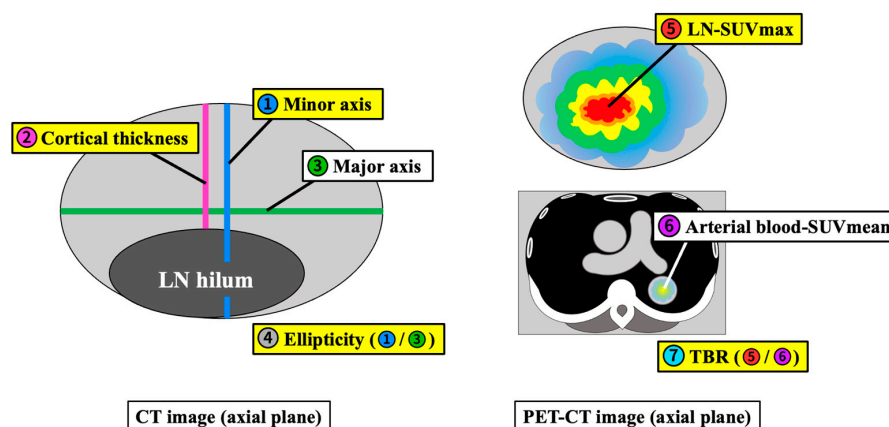 ⑤ LN-SUVmax
① Minor axis
② Cortical thickness
③ Major axis
⑥ Arterial blood-SUVmean
LN hilum
④ Ellipticity ( ① / ③ )
⑦ TBR ( ⑤ / ⑥ )
CT image (axial plane)
PET-CT image (axial plane)